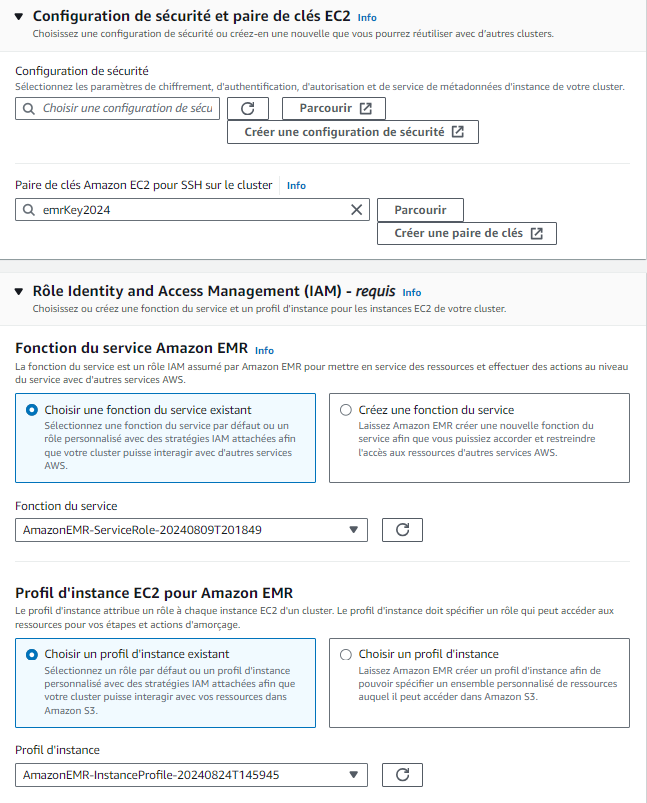 Configuration de sécurité et paire de clés EC2 Info
Choisissez une configuration de sécurité ou créez-en une nouvelle que vous pourrez réutiliser avec d'autres clusters.
Configuration de sécurité
Sélectionnez les paramètres de chiffrement, d'authentification, d'autorisation et de service de métadonnées d'instance de votre cluster.
Choisir une configuration de sécu
Parcourir
Créer une configuration de sécurité
Paire de clés Amazon EC2 pour SSH sur le cluster Info
emrKey2024
Parcourir
Créer une paire de clés
Rôle Identity and Access Management (IAM) - requis Info
Choisissez ou créez une fonction du service et un profil d'instance pour les instances EC2 de votre cluster.
Fonction du service Amazon EMR Info
La fonction du service est un rôle IAM assumé par Amazon EMR pour mettre en service des ressources et effectuer des actions au niveau
du service avec d'autres services AWS.
Choisir une fonction du service existant
Sélectionnez une fonction du service par défaut ou un
rôle personnalisé avec des stratégies IAM attachées afin
que votre cluster puisse interagir avec d'autres services
AWS.
Créez une fonction du service
Laissez Amazon EMR créer une nouvelle fonction du
service afin que vous puissiez accorder et restreindre
l'accès aux ressources d'autres services AWS.
Fonction du service
AmazonEMR-ServiceRole-20240809T201849
Profil d'instance EC2 pour Amazon EMR
Le profil d'instance attribue un rôle à chaque instance EC2 d'un cluster. Le profil d'instance doit spécifier un rôle qui peut accéder aux
ressources pour vos étapes et actions d'amorçage.
Choisir un profil d'instance existant
Sélectionnez un rôle par défaut ou un profil d'instance
personnalisé avec des stratégies IAM attachées afin que
votre cluster puisse interagir avec vos ressources dans
Amazon S3.
Choisir un profil d'instance
Laissez Amazon EMR créer un profil d'instance afin de
pouvoir spécifier un ensemble personnalisé de ressources
auquel il peut accéder dans Amazon S3.
Profil d'instance
AmazonEMR-InstanceProfile-20240824T145945